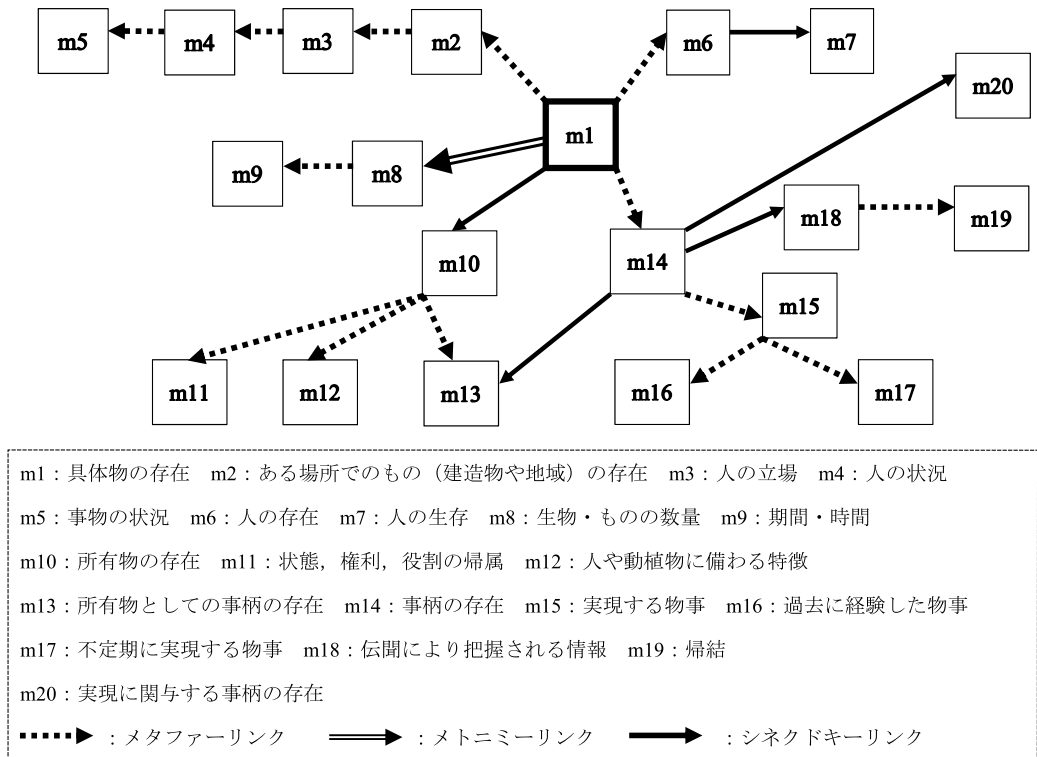 m5 m4 m3 m2 m6 m7
m20
m1
m9 m8
m18 m19
m10 m14
m15
m11 m12 m13 m16 m17
m1：具体物の存在　m2：ある場所でのもの（建造物や地域）の存在　m3：人の立場　m4：人の状況
m5：事物の状況　m6：人の存在　m7：人の生存　m8：生物・ものの数量　m9：期間・時間
m10：所有物の存在　m11：状態，権利，役割の帰属　m12：人や動植物に備わる特徴
m13：所有物としての事柄の存在　m14：事柄の存在　m15：実現する物事　m16：過去に経験した物事
m17：不定期に実現する物事　m18：伝聞により把握される情報　m19：帰結
m20：実現に関与する事柄の存在
：メタファーリンク　：メトニミーリンク　：シネクドキーリンク